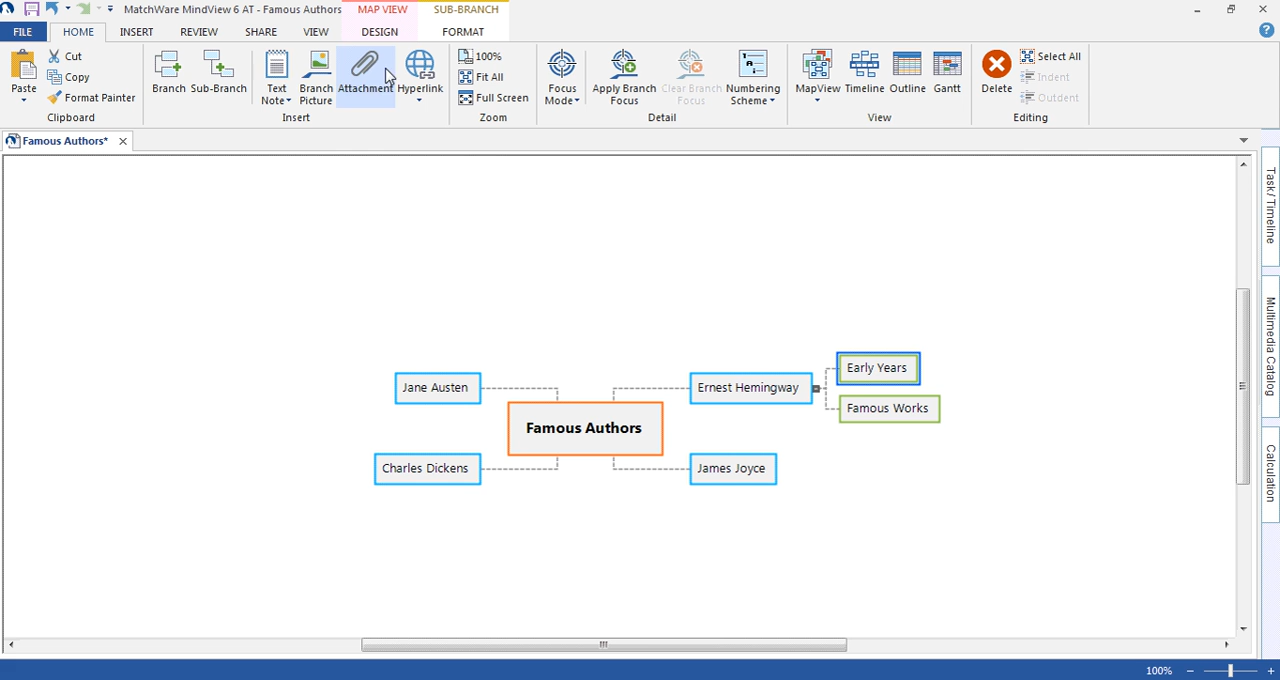 MatchWare MindView 6 AT - Famous Authors
MAP VIEW
SUB-BRANCH
FILE
HOME
INSERT
REVIEW
SHARE
VIEW
DESIGN
FORMAT
Paste
Cut
Copy
Format Painter
Clipboard
Branch
Sub-Branch
Text
Note
Branch
Picture
Attachment
Hyperlink
Insert
100%
Fit All
Full Screen
Zoom
Focus
Mode
Apply Branch
Focus
Clear Branch
Focus
Numbering
Scheme
Detail
MapView
Timeline
Outline
Gantt
View
Delete
Select All
Indent
Outdent
Editing
Famous Authors*
Task/Timeline
Multimedia Catalog
Calculation
Early Years
Jane Austen
Ernest Hemingway
Famous Works
Famous Authors
Charles Dickens
James Joyce
100%